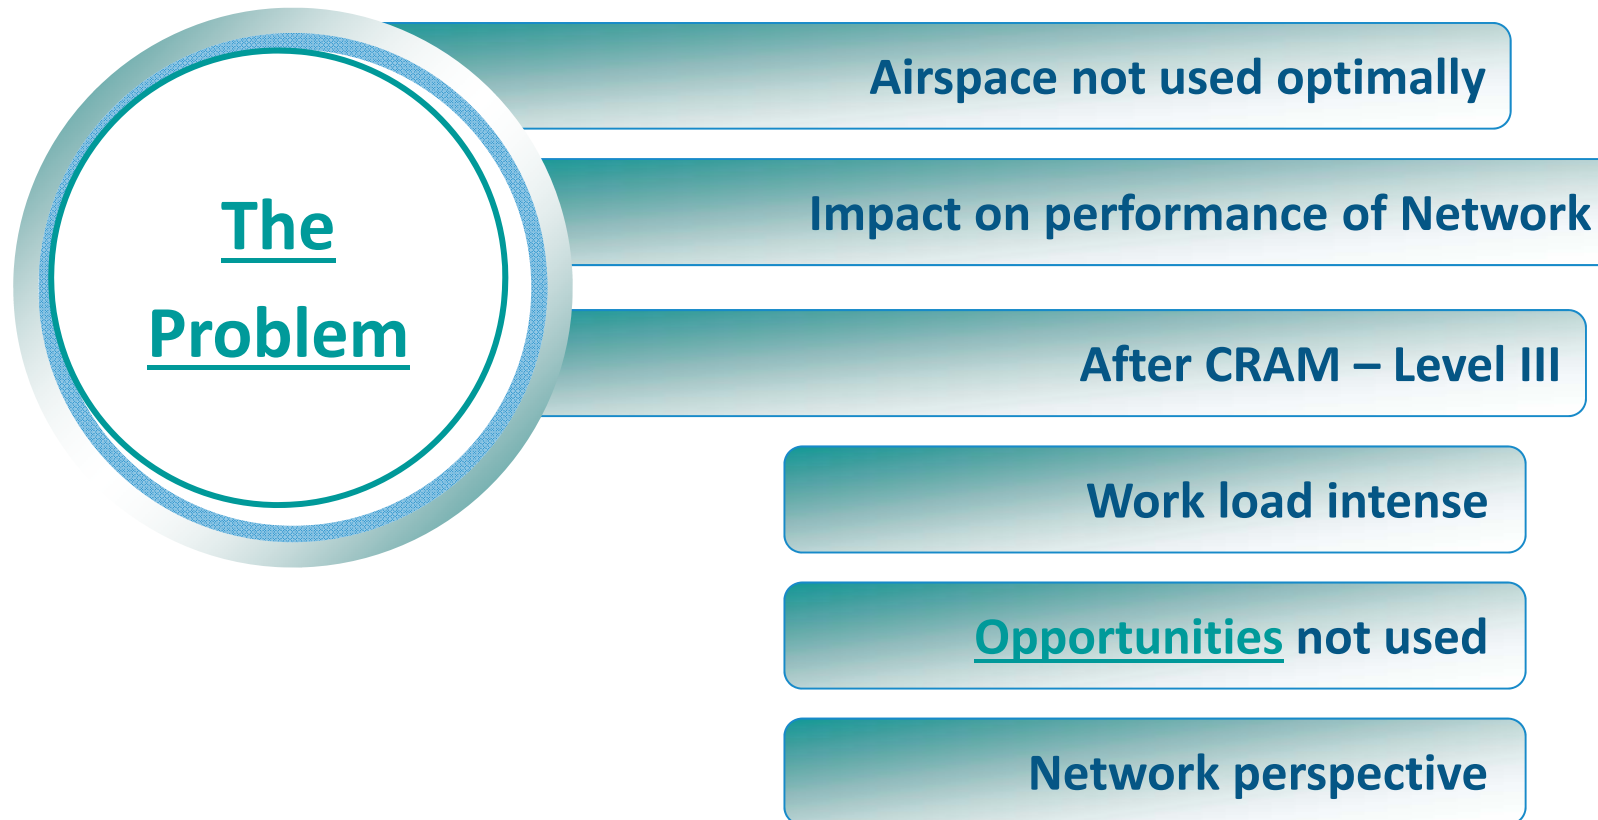 The
Problem
Airspace not used optimally
Impact on performance of Network
After CRAM – Level III
Work load intense
Opportunities not used
Network perspective